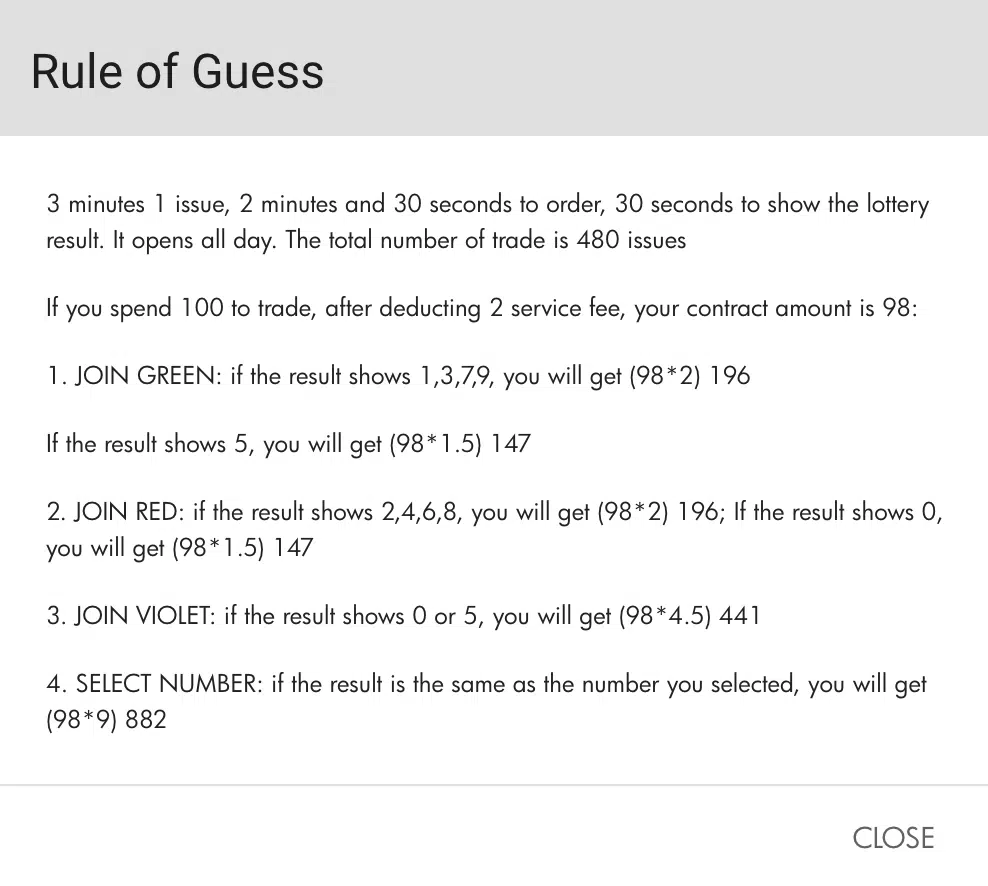 Rule of Guess
3 minutes 1 issue, 2 minutes and 30 seconds to order, 30 seconds to show the lottery
result. It opens all day. The total number of trade is 480 issues
If you spend 100 to trade, after deducting 2 service fee, your contract amount is 98:
1. JOIN GREEN: if the result shows 1,3,7,9, you will get (98*2) 196
If the result shows 5, you will get (98*1.5) 147
2. JOIN RED: if the result shows 2,4,6,8, you will get (98*2) 196; If the result shows 0,
you will get (98*1.5) 147
3. JOIN VIOLET: if the result shows 0 or 5, you will get (98*4.5) 441
4. SELECT NUMBER: if the result is the same as the number you selected, you will get
(98*9) 882
CLOSE